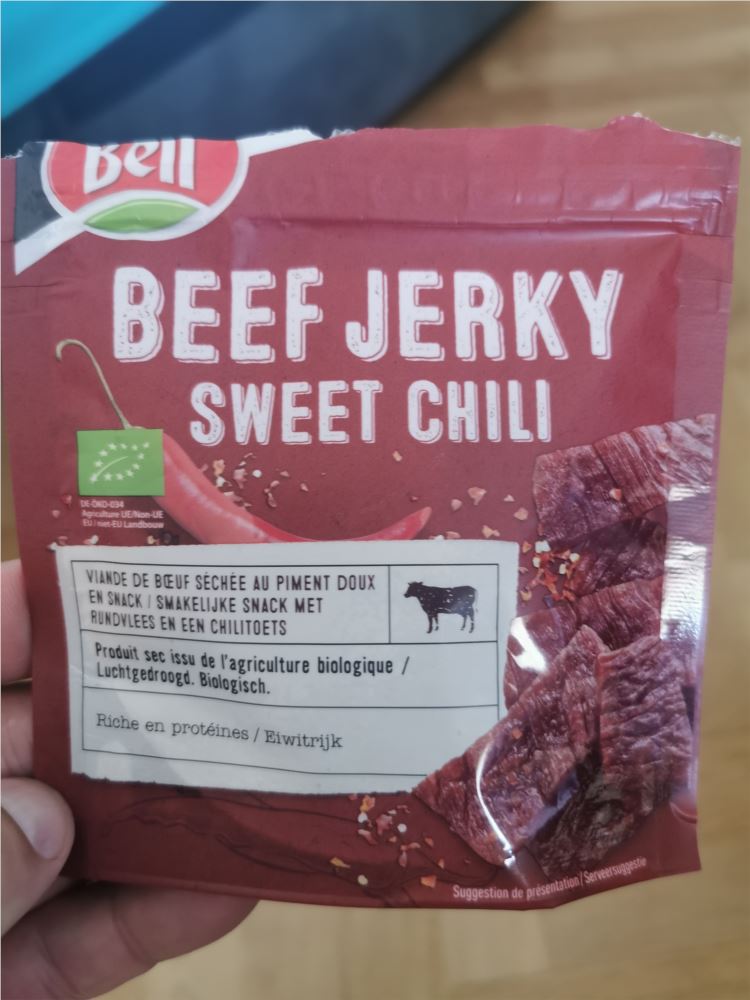 Bell
BEEF JERKY
SWEET CHILI
DE-ÖKO-034
Agriculture UE/Non-UE
EU / niet-EU Landbouw
VIANDE DE BŒUF SÉCHÉE AU PIMENT DOUX
EN SNACK / SMAKELIJKE SNACK MET
RUNDVLEES EN EEN CHILITOETS
Produit sec issu de l'agriculture biologique /
Luchtgedroogd. Biologisch.
Riche en protéines / Eiwitrijk
Suggestion de présentation / Serveersuggestie